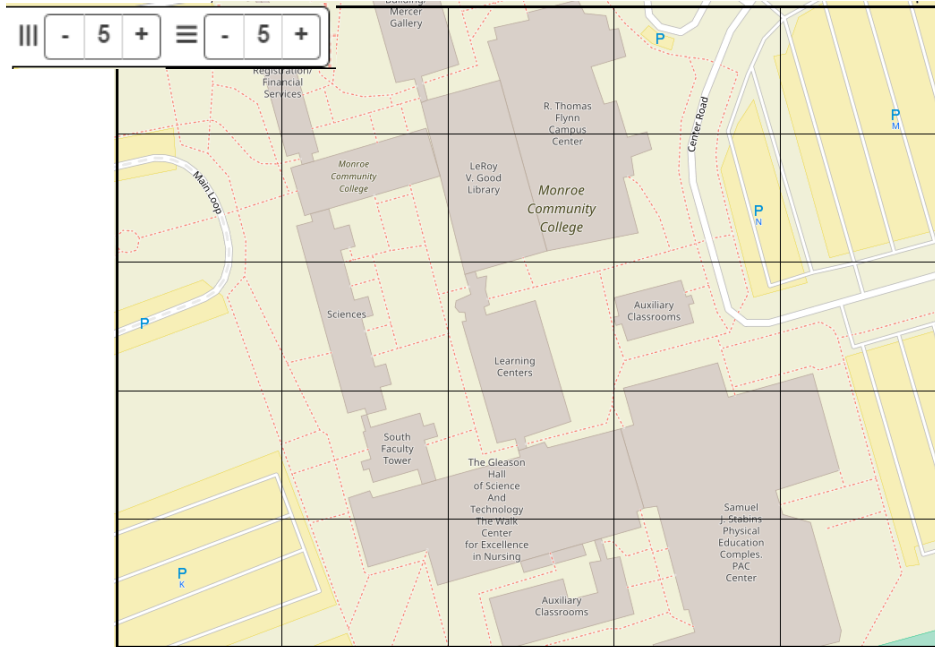 - 5 + - 5 +
Building/
Mercer
Gallery
Registration/
Financial
Services
P
P
M
R. Thomas
Flynn
Campus
Center
Center Road
Monroe
Community
College
LeRoy
V. Good
Library
Main Loop
Monroe
Community
College
P
N
Sciences
Auxiliary
Classrooms
P
Learning
Centers
South
Faculty
Tower
The Gleason
Hall
of Science
And
Technology
The Walk
Center
for Excellence
in Nursing
Samuel
J. Stabins
Physical
Education
Comples.
PAC
Center
P
K
Auxiliary
Classrooms